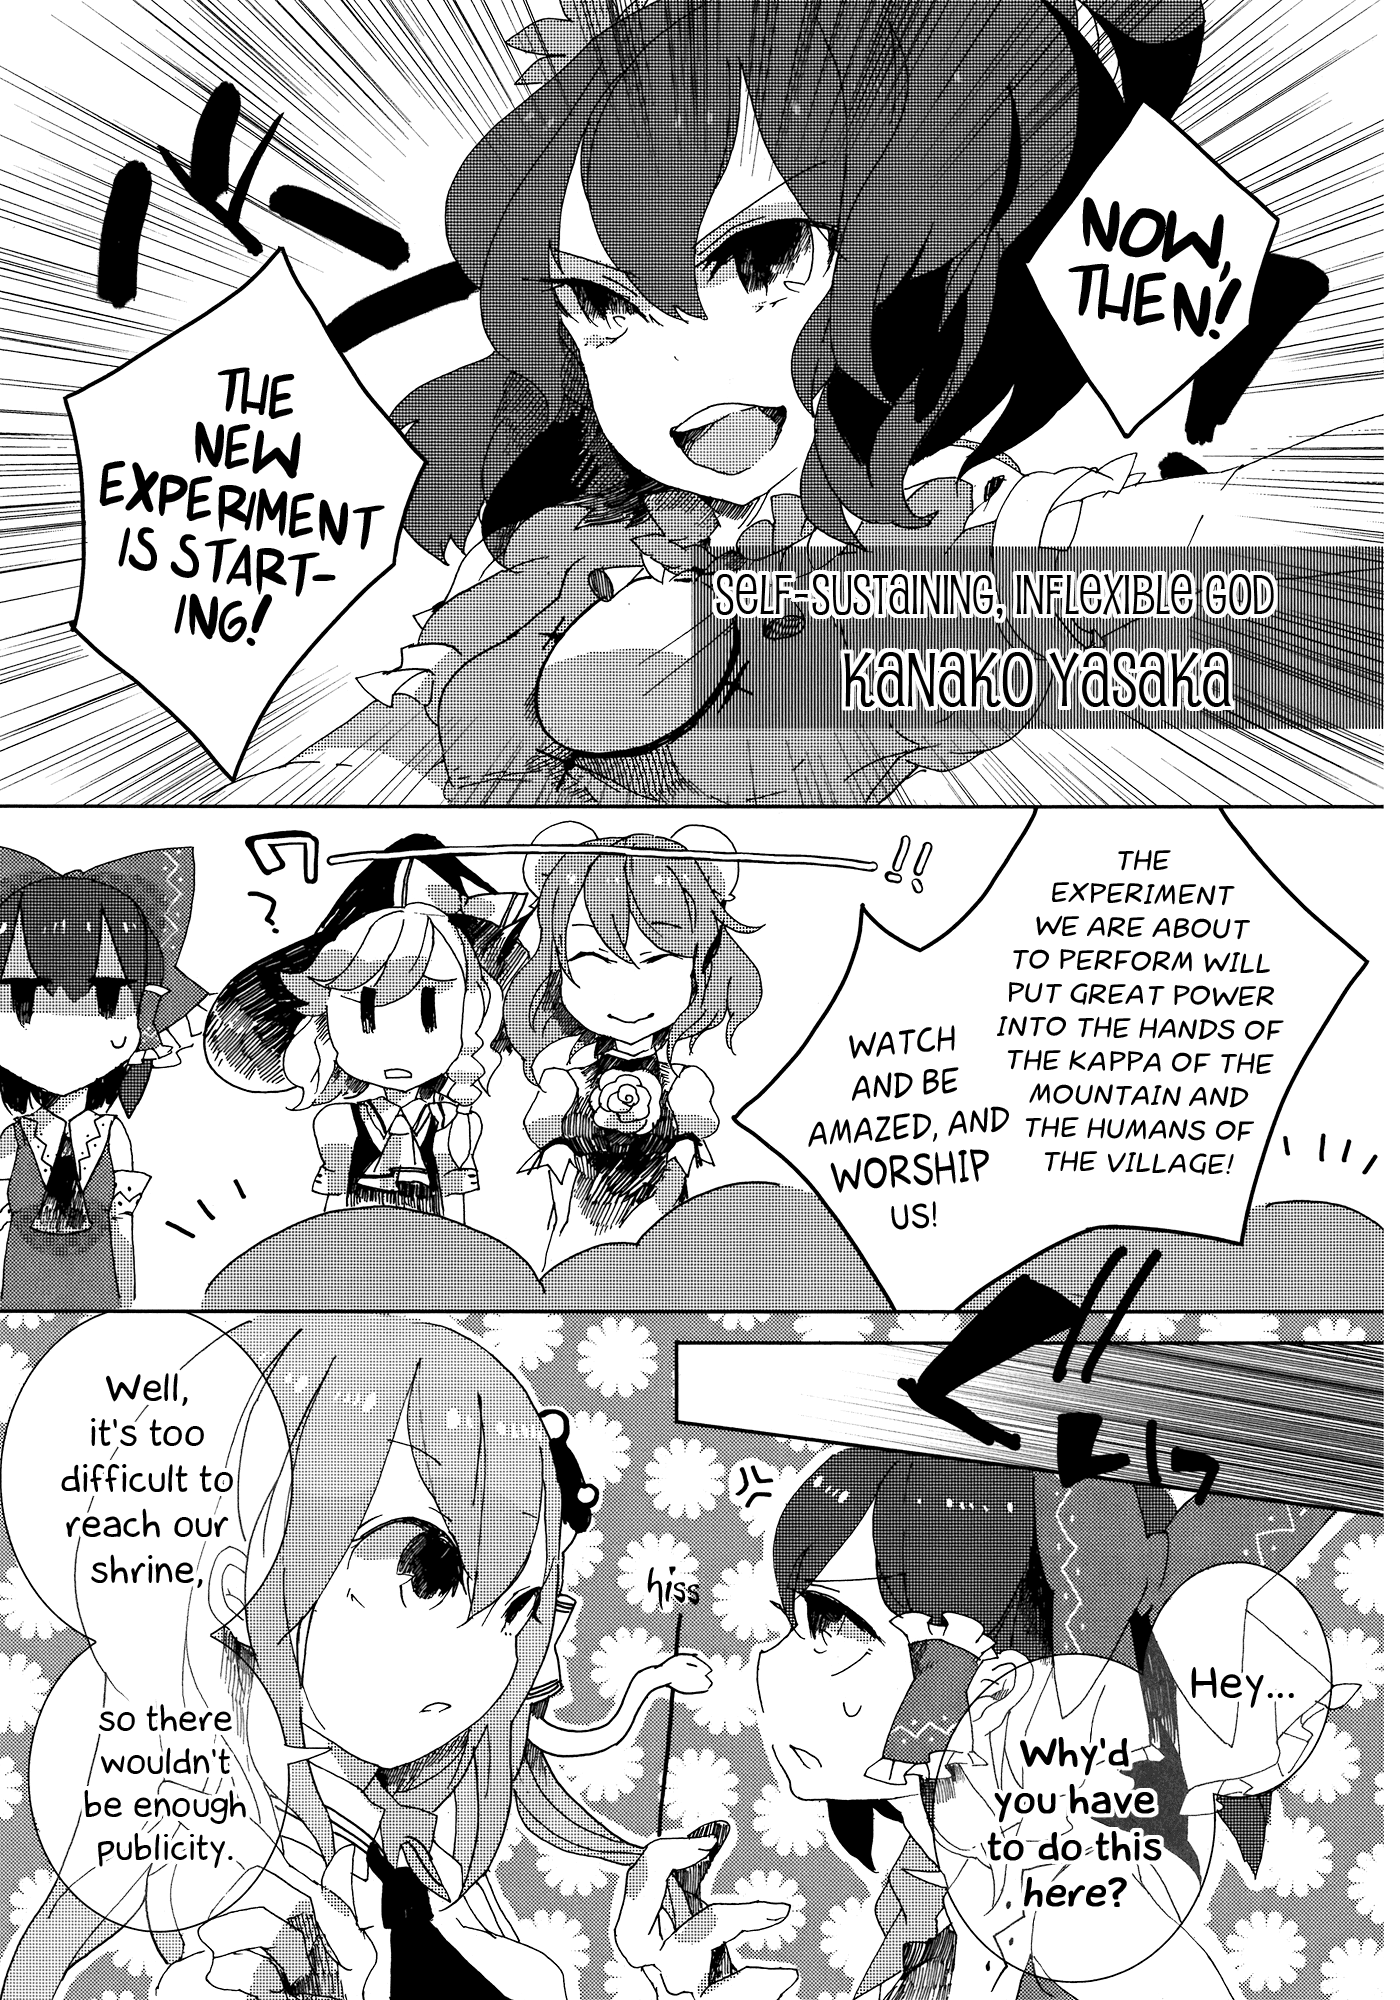 NOW,
THEN!
THE
NEW
EXPERIMENT
IS START-
ING!
SELF-SUSTAINING, INFLEXIBLE GOD
KANAKO YASAKA
THE
EXPERIMENT
WE ARE ABOUT
TO PERFORM WILL
PUT GREAT POWER
INTO THE HANDS OF
THE KAPPA OF THE
MOUNTAIN AND
THE HUMANS OF
THE VILLAGE!
WATCH
AND BE
AMAZED, AND
WORSHIP
US!
ワー!!
?
Hey...
Why'd
you have
to do this
here?
hiss
Well,
it's too
difficult to
reach our
shrine,
so there
wouldn't
be enough
publicity.